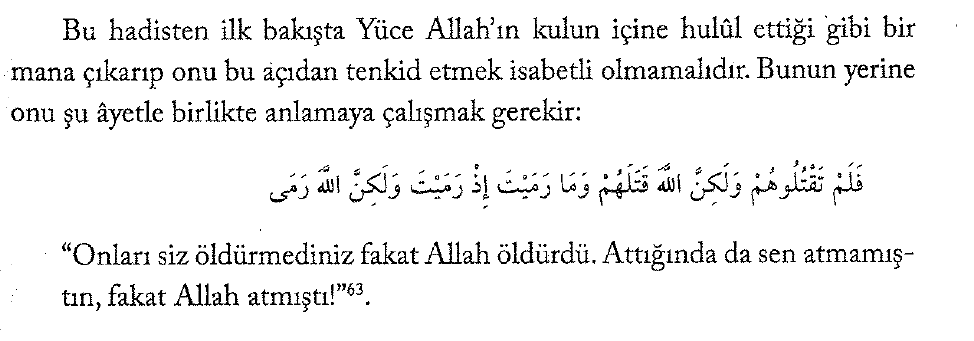 Bu hadisten ilk bakışta Yüce Allah’ın kulun içine hulûl ettiği gibi bir
mana çıkarıp onu bu açıdan tenkid etmek isabetli olmamalıdır. Bunun yerine
onu şu âyetle birlikte anlamaya çalışmak gerekir:
فَلَمْ تَقْتُلُوهُمْ وَلَكِنَّ اللَّهَ قَتَلَهُمْ وَمَا رَمَيْتَ إِذْ رَمَيْتَ وَلَكِنَّ اللَّهَ رَمَى
“Onları siz öldürmediniz fakat Allah öldürdü. Attığında da sen atmamış-
tın, fakat Allah atmıştı!”⁶³.